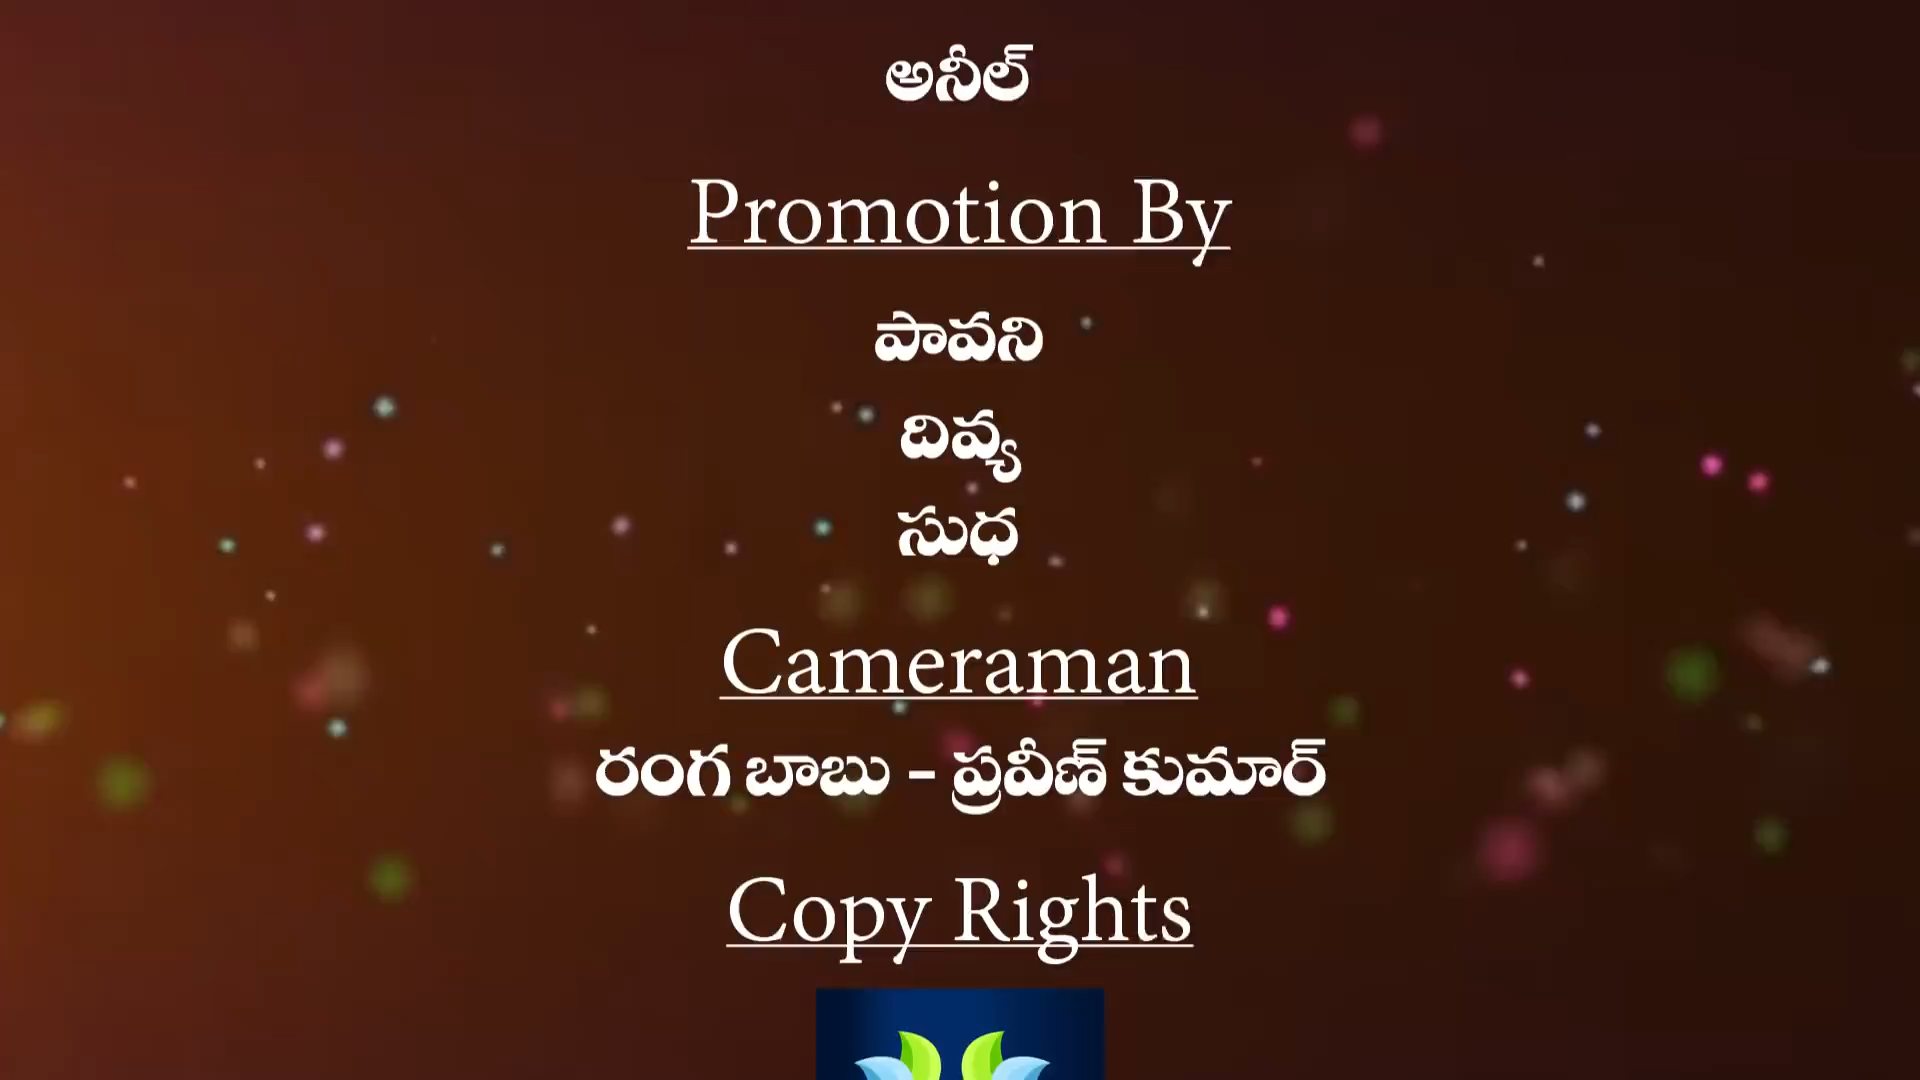 అనీల్
Promotion By
పావని
దివ్య
సుధ
Cameraman
రంగ బాబు - ప్రవీణ్ కుమార్
Copy Rights